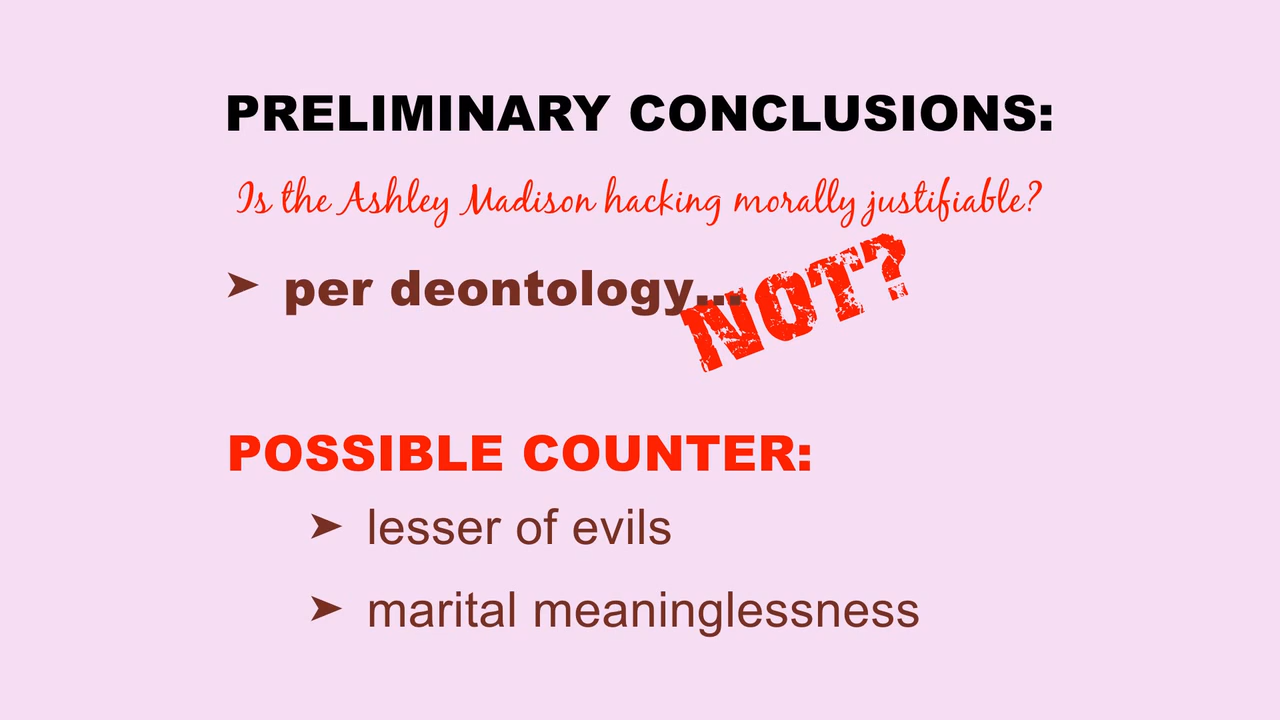 PRELIMINARY CONCLUSIONS:
Is the Ashley Madison hacking morally justifiable?
➤ per deontology...
NOT?
POSSIBLE COUNTER:
➤ lesser of evils
➤ marital meaninglessness